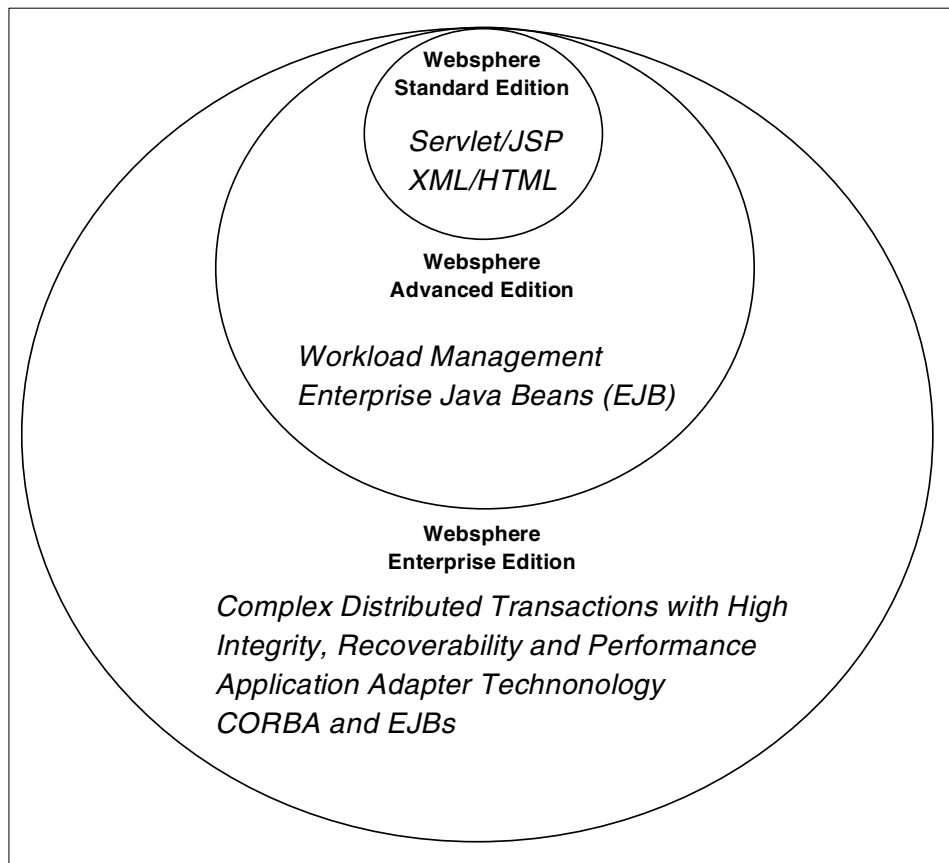 Websphere
Standard Edition
Servlet/JSP
XML/HTML
Websphere
Advanced Edition
Workload Management
Enterprise Java Beans (EJB)
Websphere
Enterprise Edition
Complex Distributed Transactions with High
Integrity, Recoverability and Performance
Application Adapter Technonology
CORBA and EJBs